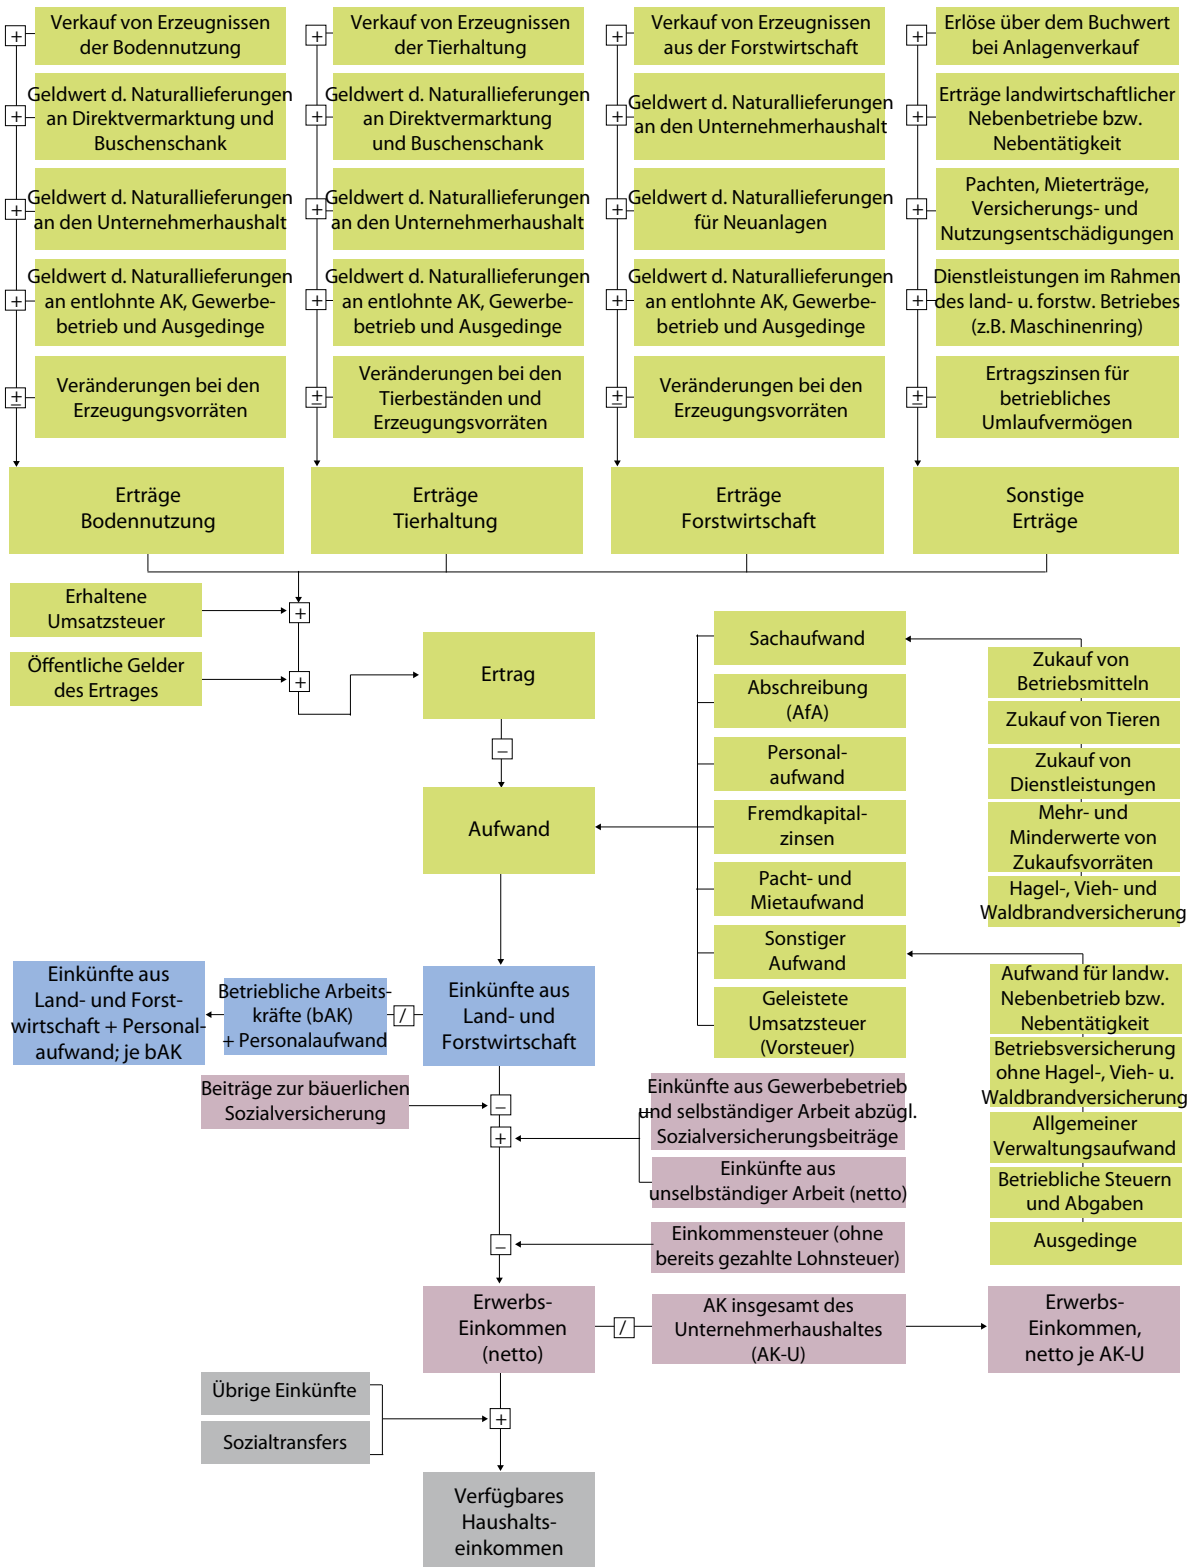 +
Verkauf von Erzeugnissen
der Bodennutzung
+
Geldwert d. Naturallieferungen
an Direktvermarktung und
Buschenschank
+
Geldwert d. Naturallieferungen
an den Unternehmerhaushalt
+
Geldwert d. Naturallieferungen
an entlohnte AK, Gewerbe-
betrieb und Ausgedinge
±
Veränderungen bei den
Erzeugungsvorräten
Erträge
Bodennutzung
+
Verkauf von Erzeugnissen
der Tierhaltung
+
Geldwert d. Naturallieferungen
an Direktvermarktung
und Buschenschank
+
Geldwert d. Naturallieferungen
an den Unternehmerhaushalt
+
Geldwert d. Naturallieferungen
an entlohnte AK, Gewerbe-
betrieb und Ausgedinge
±
Veränderungen bei den
Tierbeständen und
Erzeugungsvorräten
Erträge
Tierhaltung
+
Verkauf von Erzeugnissen
aus der Forstwirtschaft
+
Geldwert d. Naturallieferungen
an den Unternehmerhaushalt
+
Geldwert d. Naturallieferungen
für Neuanlagen
+
Geldwert d. Naturallieferungen
an entlohnte AK, Gewerbe-
betrieb und Ausgedinge
±
Veränderungen bei den
Erzeugungsvorräten
Erträge
Forstwirtschaft
+
Erlöse über dem Buchwert
bei Anlagenverkauf
+
Erträge landwirtschaftlicher
Nebenbetriebe bzw.
Nebentätigkeit
+
Pachten, Mieterträge,
Versicherungs- und
Nutzungsentschädigungen
+
Dienstleistungen im Rahmen
des land- u. forstw. Betriebes
(z.B. Maschinenring)
±
Ertragszinsen für
betriebliches
Umlaufvermögen
Sonstige
Erträge
Erhaltene
Umsatzsteuer
+
Öffentliche Gelder
des Ertrages
+
Ertrag
–
Aufwand
Sachaufwand
Abschreibung
(AfA)
Personal-
aufwand
Fremdkapital-
zinsen
Pacht- und
Mietaufwand
Sonstiger
Aufwand
Geleistete
Umsatzsteuer
(Vorsteuer)
Zukauf von
Betriebsmitteln
Zukauf von Tieren
Zukauf von
Dienstleistungen
Mehr- und
Minderwerte von
Zukaufsvorräten
Hagel-, Vieh- und
Waldbrandversicherung
Aufwand für landw.
Nebenbetrieb bzw.
Nebentätigkeit
Betriebsversicherung
ohne Hagel-, Vieh- u.
Waldbrandversicherung
Allgemeiner
Verwaltungsaufwand
Betriebliche Steuern
und Abgaben
Ausgedinge
Einkünfte aus
Land- und Forst-
wirtschaft + Personal-
aufwand; je bAK
Betriebliche Arbeits-
kräfte (bAK)
+ Personalaufwand
/
Einkünfte aus
Land- und
Forstwirtschaft
Beiträge zur bäuerlichen
Sozialversicherung
–
+
Einkünfte aus Gewerbebetrieb
und selbständiger Arbeit abzügl.
Sozialversicherungsbeiträge
Einkünfte aus
unselbständiger Arbeit (netto)
–
Einkommensteuer (ohne
bereits gezahlte Lohnsteuer)
Erwerbs-
Einkommen
(netto)
/
AK insgesamt des
Unternehmerhaushaltes
(AK-U)
Erwerbs-
Einkommen,
netto je AK-U
Übrige Einkünfte
Sozialtransfers
+
Verfügbares
Haushalts-
einkommen